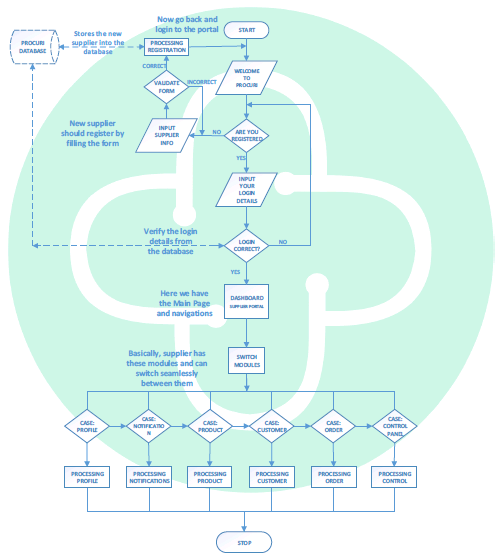 Now go back and
login to the portal
START
Stores the new
supplier into the
database
PROCURI
DATABASE
PROCESSING
REGISTRATION
CORRECT
VALIDATE
FORM
INCORRECT
WELCOME
TO
PROCURI
New supplier
should register by
filling the form
INPUT
SUPPLIER
INFO
NO
ARE YOU
REGISTERED
YES
INPUT
YOUR
LOGIN
DETAILS
Verify the login
details from
the database
LOGIN
CORRECT?
NO
YES
Here we have
the Main Page
and navigations
DASHBOARD
SUPPLIER PORTAL
Basically, supplier has
these modules and can
switch seamlessly
between them
SWITCH
MODULES
CASE:
PROFILE
CASE:
NOTIFICATIO
N
CASE:
PRODUCT
CASE:
CUSTOMER
CASE:
ORDER
CASE:
CONTROL
PANEL
PROCESSING
PROFILE
PROCESSING
NOTIFICATIONS
PROCESSING
PRODUCT
PROCESSING
CUSTOMER
PROCESSING
ORDER
PROCESSING
CONTROL
STOP